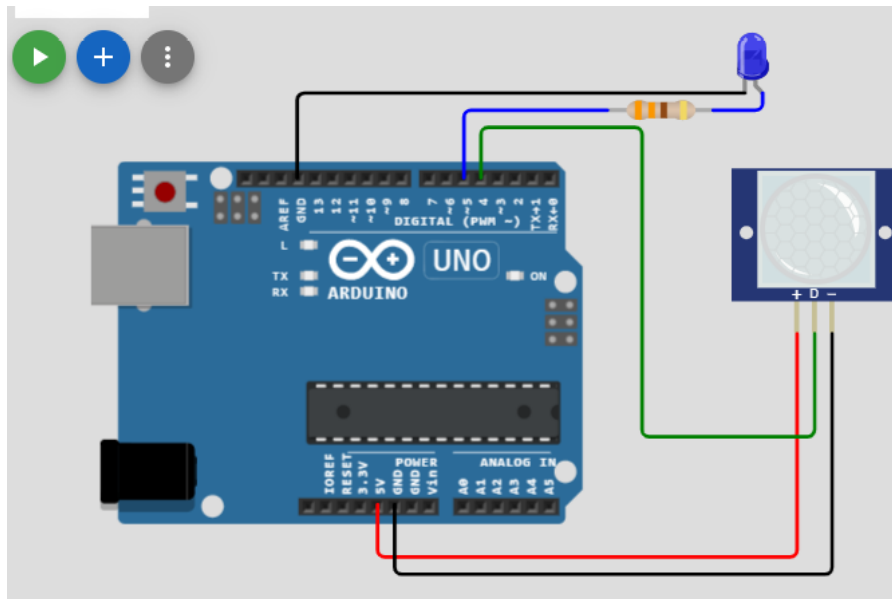 AREF
GND
13
12
~11
~10
~9
8
7
~6
~5
4
~3
2
TX→1
RX←0
DIGITAL (PWM ~)
L
TX
RX
UNO
ARDUINO
ON
+ D −
IOREF
RESET
3.3V
5V
GND
GND
Vin
POWER
ANALOG IN
A0
A1
A2
A3
A4
A5